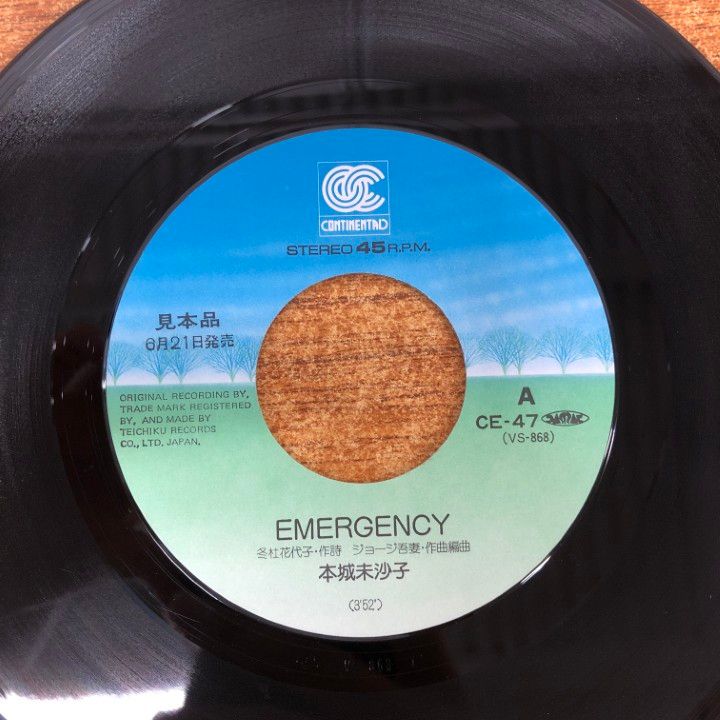 CONTINENTAL
STEREO 45 R.P.M.
見本品
6月21日発売
ORIGINAL RECORDING BY,
TRADE MARK REGISTERED
BY, AND MADE BY
TEICHIKU RECORDS
CO., LTD. JAPAN.
A
CE-47
(VS-868)
EMERGENCY
冬杜花代子・作詩 ジョージ吾妻・作曲編曲
本城未沙子
(3'52")